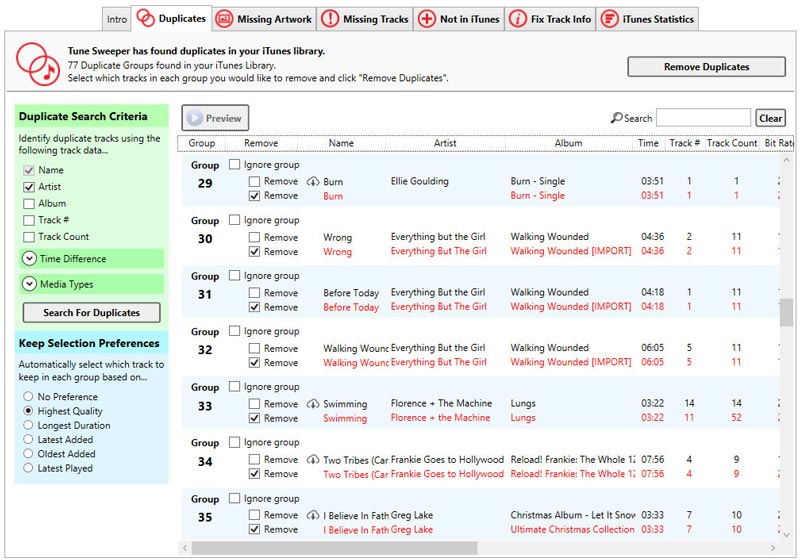 Intro Duplicates Missing Artwork Missing Tracks Not in iTunes Fix Track Info iTunes Statistics
Tune Sweeper has found duplicates in your iTunes library.
77 Duplicate Groups found in your iTunes Library.
Select which tracks in each group you would like to remove and click "Remove Duplicates".
Remove Duplicates
Duplicate Search Criteria
Identify duplicate tracks using the
following track data...
Name
Artist
Album
Track #
Track Count
Time Difference
Media Types
Search For Duplicates
Keep Selection Preferences
Automatically select which track to
keep in each group based on...
No Preference
Highest Quality
Longest Duration
Latest Added
Oldest Added
Latest Played
Preview Search Clear
Group Remove Name Artist Album Time Track # Track Count Bit Rate
Group 29 Ignore group
Remove Burn Ellie Goulding Burn - Single 03:51 1 1
Remove Burn Burn - Single 03:51 1 1
Group 30 Ignore group
Remove Wrong Everything but the Girl Walking Wounded 04:36 2 11
Remove Wrong Everything But The Girl Walking Wounded [IMPORT] 04:36 2 11
Group 31 Ignore group
Remove Before Today Everything but the Girl Walking Wounded 04:18 1 11
Remove Before Today Everything But The Girl Walking Wounded [IMPORT] 04:18 1 11
Group 32 Ignore group
Remove Walking Wounc Everything but the Girl Walking Wounded 06:05 5 11
Remove Walking Woun Everything But The Girl Walking Wounded [IMPORT] 06:05 5 11
Group 33 Ignore group
Remove Swimming Florence + The Machine Lungs 03:22 14 14
Remove Swimming Florence + the Machine Lungs 03:22 11 52
Group 34 Ignore group
Remove Two Tribes (Car Frankie Goes to Hollywood Reload! Frankie: The Whole 12 07:56 4 9
Remove Two Tribes (Car Frankie Goes to Hollywood Reload! Frankie: The Whole 12 07:56 4 9
Group 35 Ignore group
Remove I Believe In Fath Greg Lake Christmas Album - Let It Snow 03:33 7 10
Remove I Believe In Fath Greg Lake Ultimate Christmas Collection 03:33 7 10